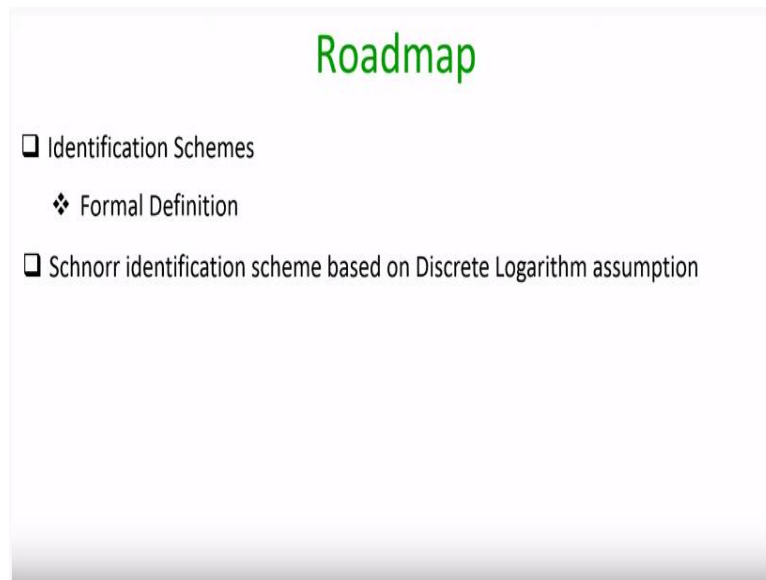 Roadmap
❑ Identification Schemes
❖ Formal Definition
❑ Schnorr identification scheme based on Discrete Logarithm assumption